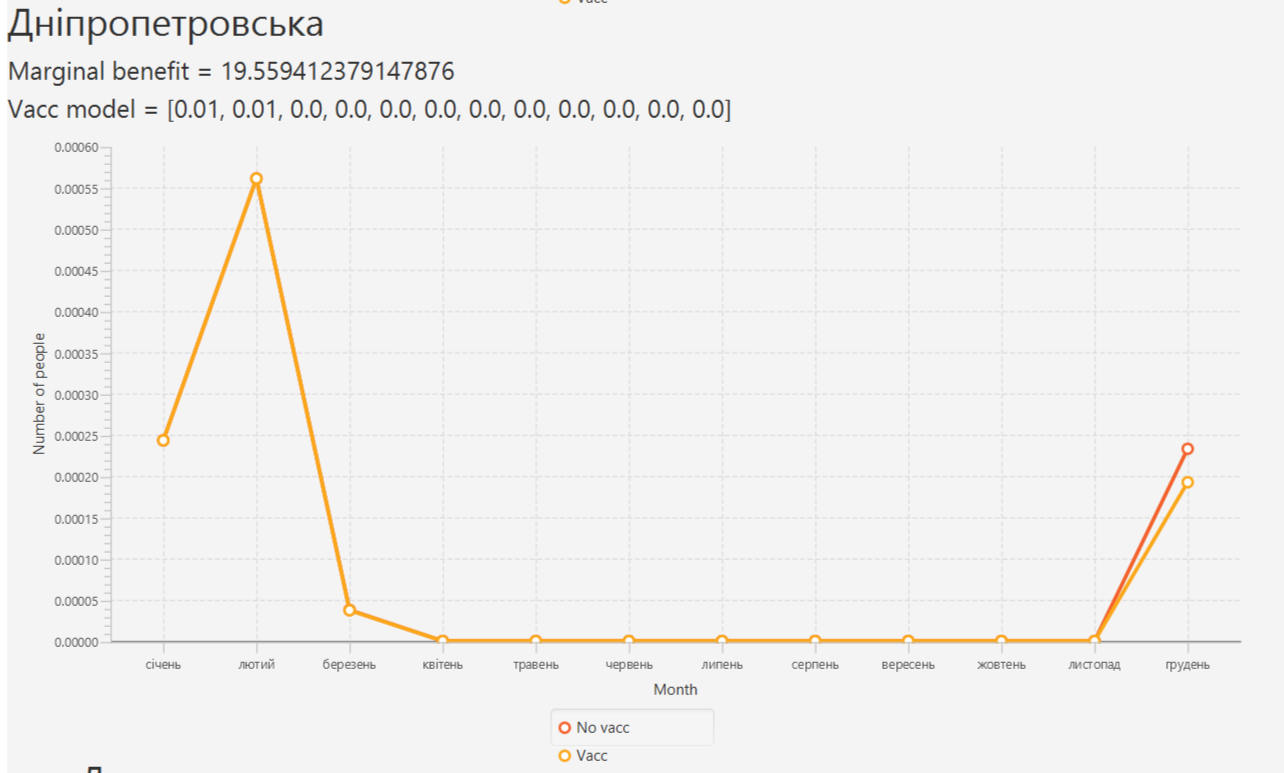 Vacc
Дніпропетровська
Marginal benefit = 19.559412379147876
Vacc model = [0.01, 0.01, 0.0, 0.0, 0.0, 0.0, 0.0, 0.0, 0.0, 0.0, 0.0, 0.0]
0.00060
0.00055
0.00050
0.00045
0.00040
0.00035
0.00030
0.00025
0.00020
0.00015
0.00010
0.00005
0.00000
Number of people
січень лютий березень квітень травень червень липень серпень вересень жовтень листопад грудень
Month
No vacc
Vacc